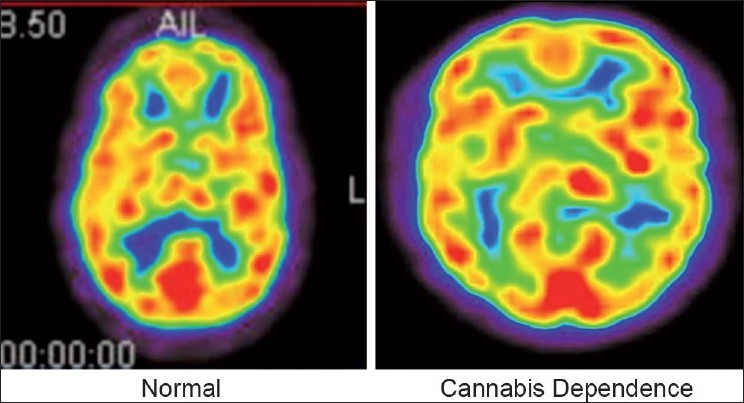 3.50
AIL
L
00:00:00
Normal
Cannabis Dependence